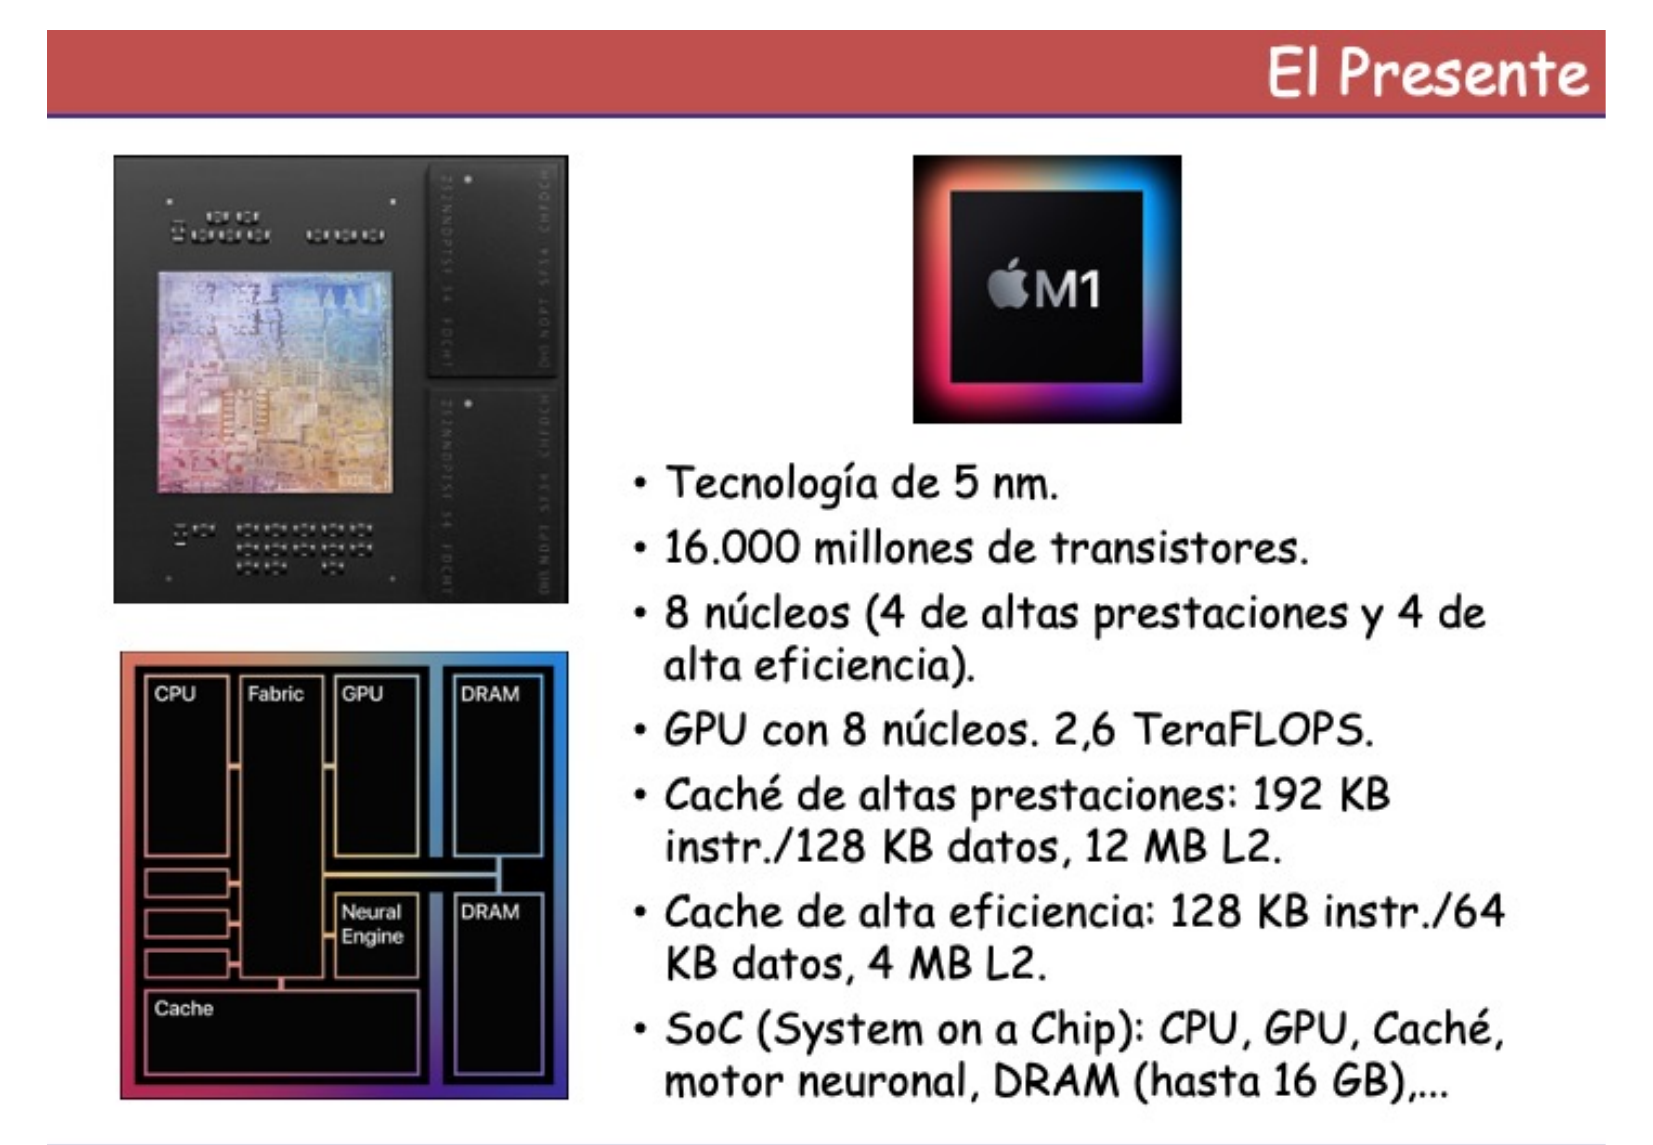 El Presente
M1
• Tecnología de 5 nm.
• 16.000 millones de transistores.
• 8 núcleos (4 de altas prestaciones y 4 de
alta eficiencia).
• GPU con 8 núcleos. 2,6 TeraFLOPS.
• Caché de altas prestaciones: 192 KB
instr./128 KB datos, 12 MB L2.
• Cache de alta eficiencia: 128 KB instr./64
KB datos, 4 MB L2.
• SoC (System on a Chip): CPU, GPU, Caché,
motor neuronal, DRAM (hasta 16 GB),...
CPU
Fabric
GPU
DRAM
Neural
Engine
DRAM
Cache